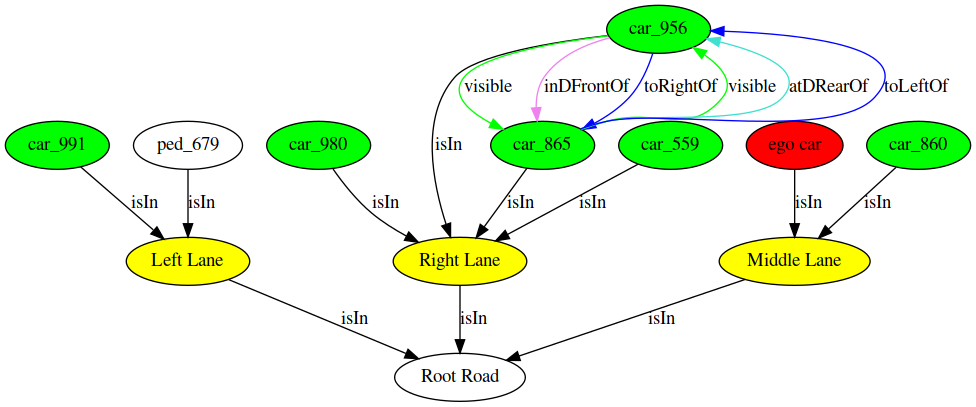 car_956
visible inDFrontOf toRightOf visible atDRearOf toLeftOf
car_991 ped_679 car_980 car_865 car_559 ego car car_860
isIn
isIn isIn isIn isIn isIn isIn isIn
Left Lane Right Lane Middle Lane
isIn isIn isIn
Root Road